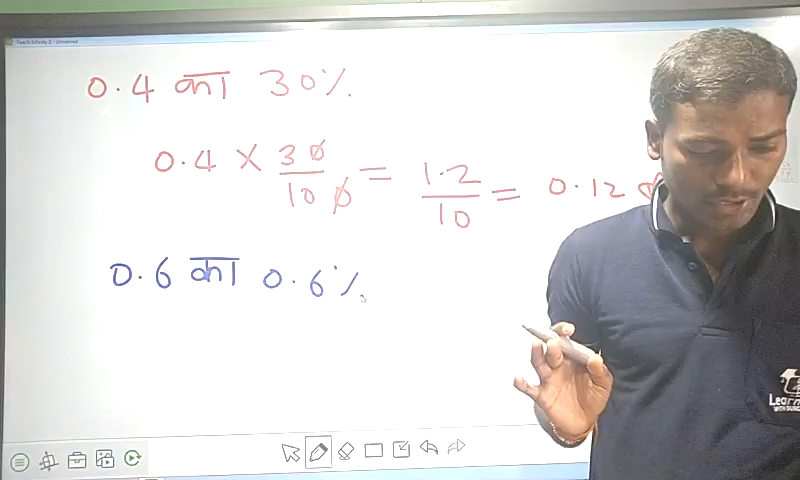 0.4 का 30%
0.4 × 30/100 = 1.2/10 = 0.12
0.6 का 0.6%